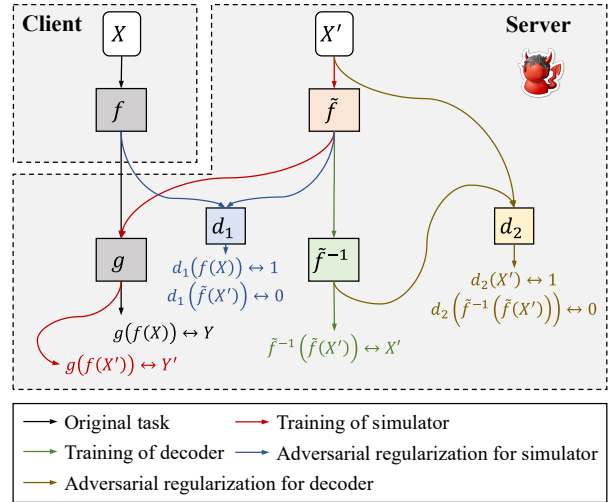 Client
X
X′
Server
f
f̃
d₁
d₂
g
f̃⁻¹
d₁(f(X)) ↔ 1
d₁(f̃(X′)) ↔ 0
d₂(X′) ↔ 1
d₂(f̃⁻¹(f̃(X′))) ↔ 0
g(f(X)) ↔ Y
g(f(X′)) ↔ Y′
f̃⁻¹(f̃(X′)) ↔ X′
Original task
Training of simulator
Training of decoder
Adversarial regularization for simulator
Adversarial regularization for decoder